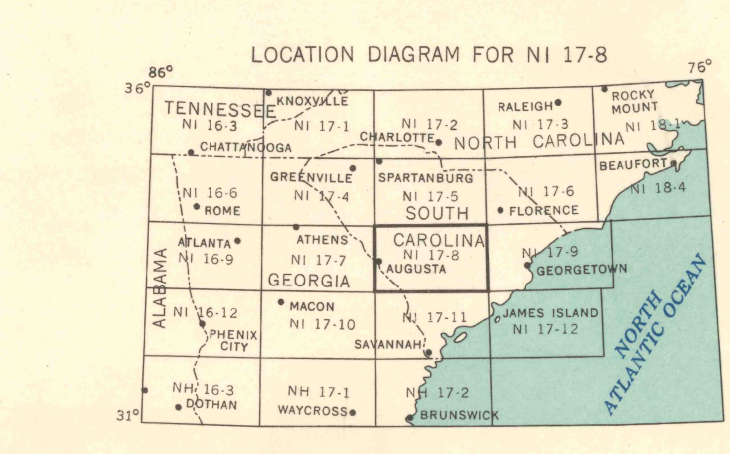 LOCATION DIAGRAM FOR NI 17-8
86°
76°
36°
TENNESSEE
KNOXVILLE
NI 16-3
NI 17-1
CHATTANOOGA
NI 17-2
CHARLOTTE
RALEIGH
NI 17-3
NORTH CAROLINA
ROCKY
MOUNT
NI 18-1
GREENVILLE
NI 17-4
SPARTANBURG
NI 17-5
SOUTH
CAROLINA
NI 17-6
FLORENCE
BEAUFORT
NI 18-4
NI 16-6
ROME
ATLANTA
NI 16-9
ATHENS
NI 17-7
GEORGIA
NI 17-8
AUGUSTA
NI 17-9
GEORGETOWN
ALABAMA
NI 16-12
PHENIX
CITY
MACON
NI 17-10
NI 17-11
SAVANNAH
JAMES ISLAND
NI 17-12
NORTH
ATLANTIC OCEAN
NH 16-3
DOTHAN
NH 17-1
WAYCROSS
NH 17-2
BRUNSWICK
31°